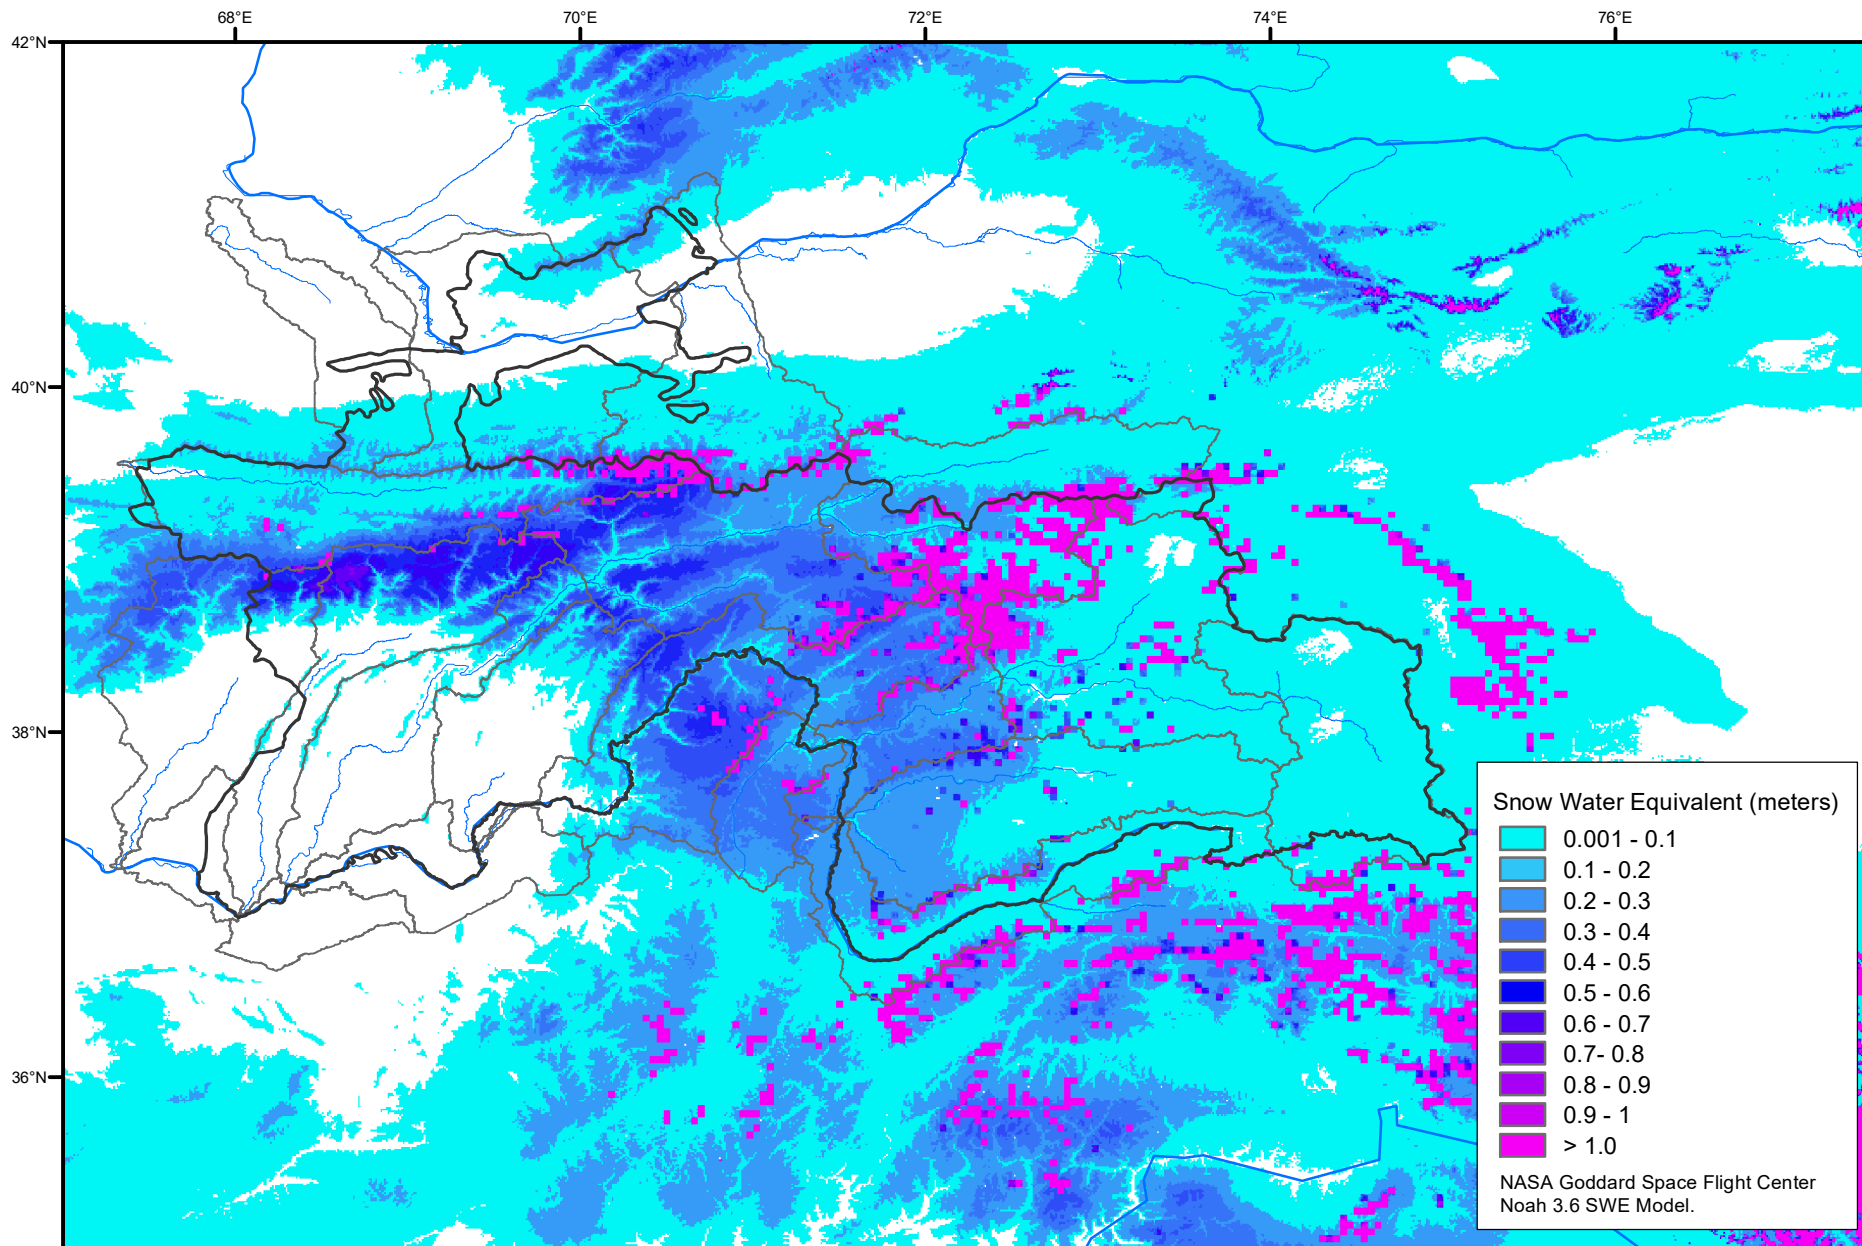 68°E 70°E 72°E 74°E 76°E
42°N
40°N
38°N
36°N
Snow Water Equivalent (meters)
0.001 - 0.1
0.1 - 0.2
0.2 - 0.3
0.3 - 0.4
0.4 - 0.5
0.5 - 0.6
0.6 - 0.7
0.7- 0.8
0.8 - 0.9
0.9 - 1
> 1.0
NASA Goddard Space Flight Center
Noah 3.6 SWE Model.